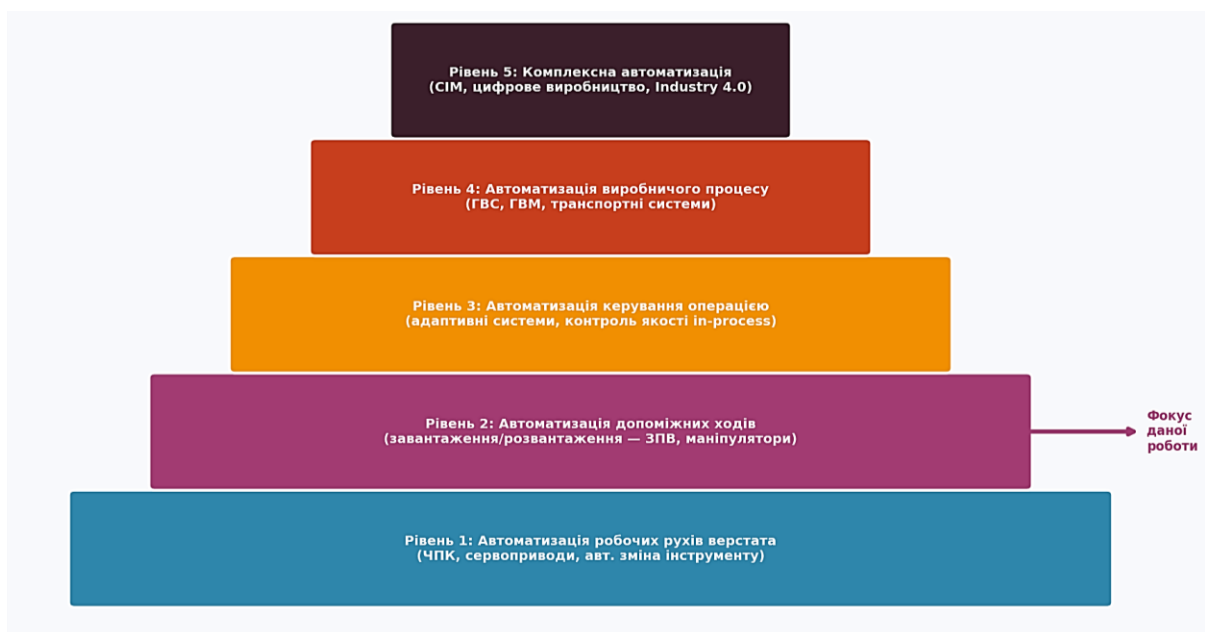 Рівень 5: Комплексна автоматизація
(CIM, цифрове виробництво, Industry 4.0)
Рівень 4: Автоматизація виробничого процесу
(ГВС, ГВМ, транспортні системи)
Рівень 3: Автоматизація керування операцією
(адаптивні системи, контроль якості in-process)
Рівень 2: Автоматизація допоміжних ходів
(завантаження/розвантаження — ЗПВ, маніпулятори)
Фокус
даної
роботи
Рівень 1: Автоматизація робочих рухів верстата
(ЧПК, сервоприводи, авт. зміна інструменту)